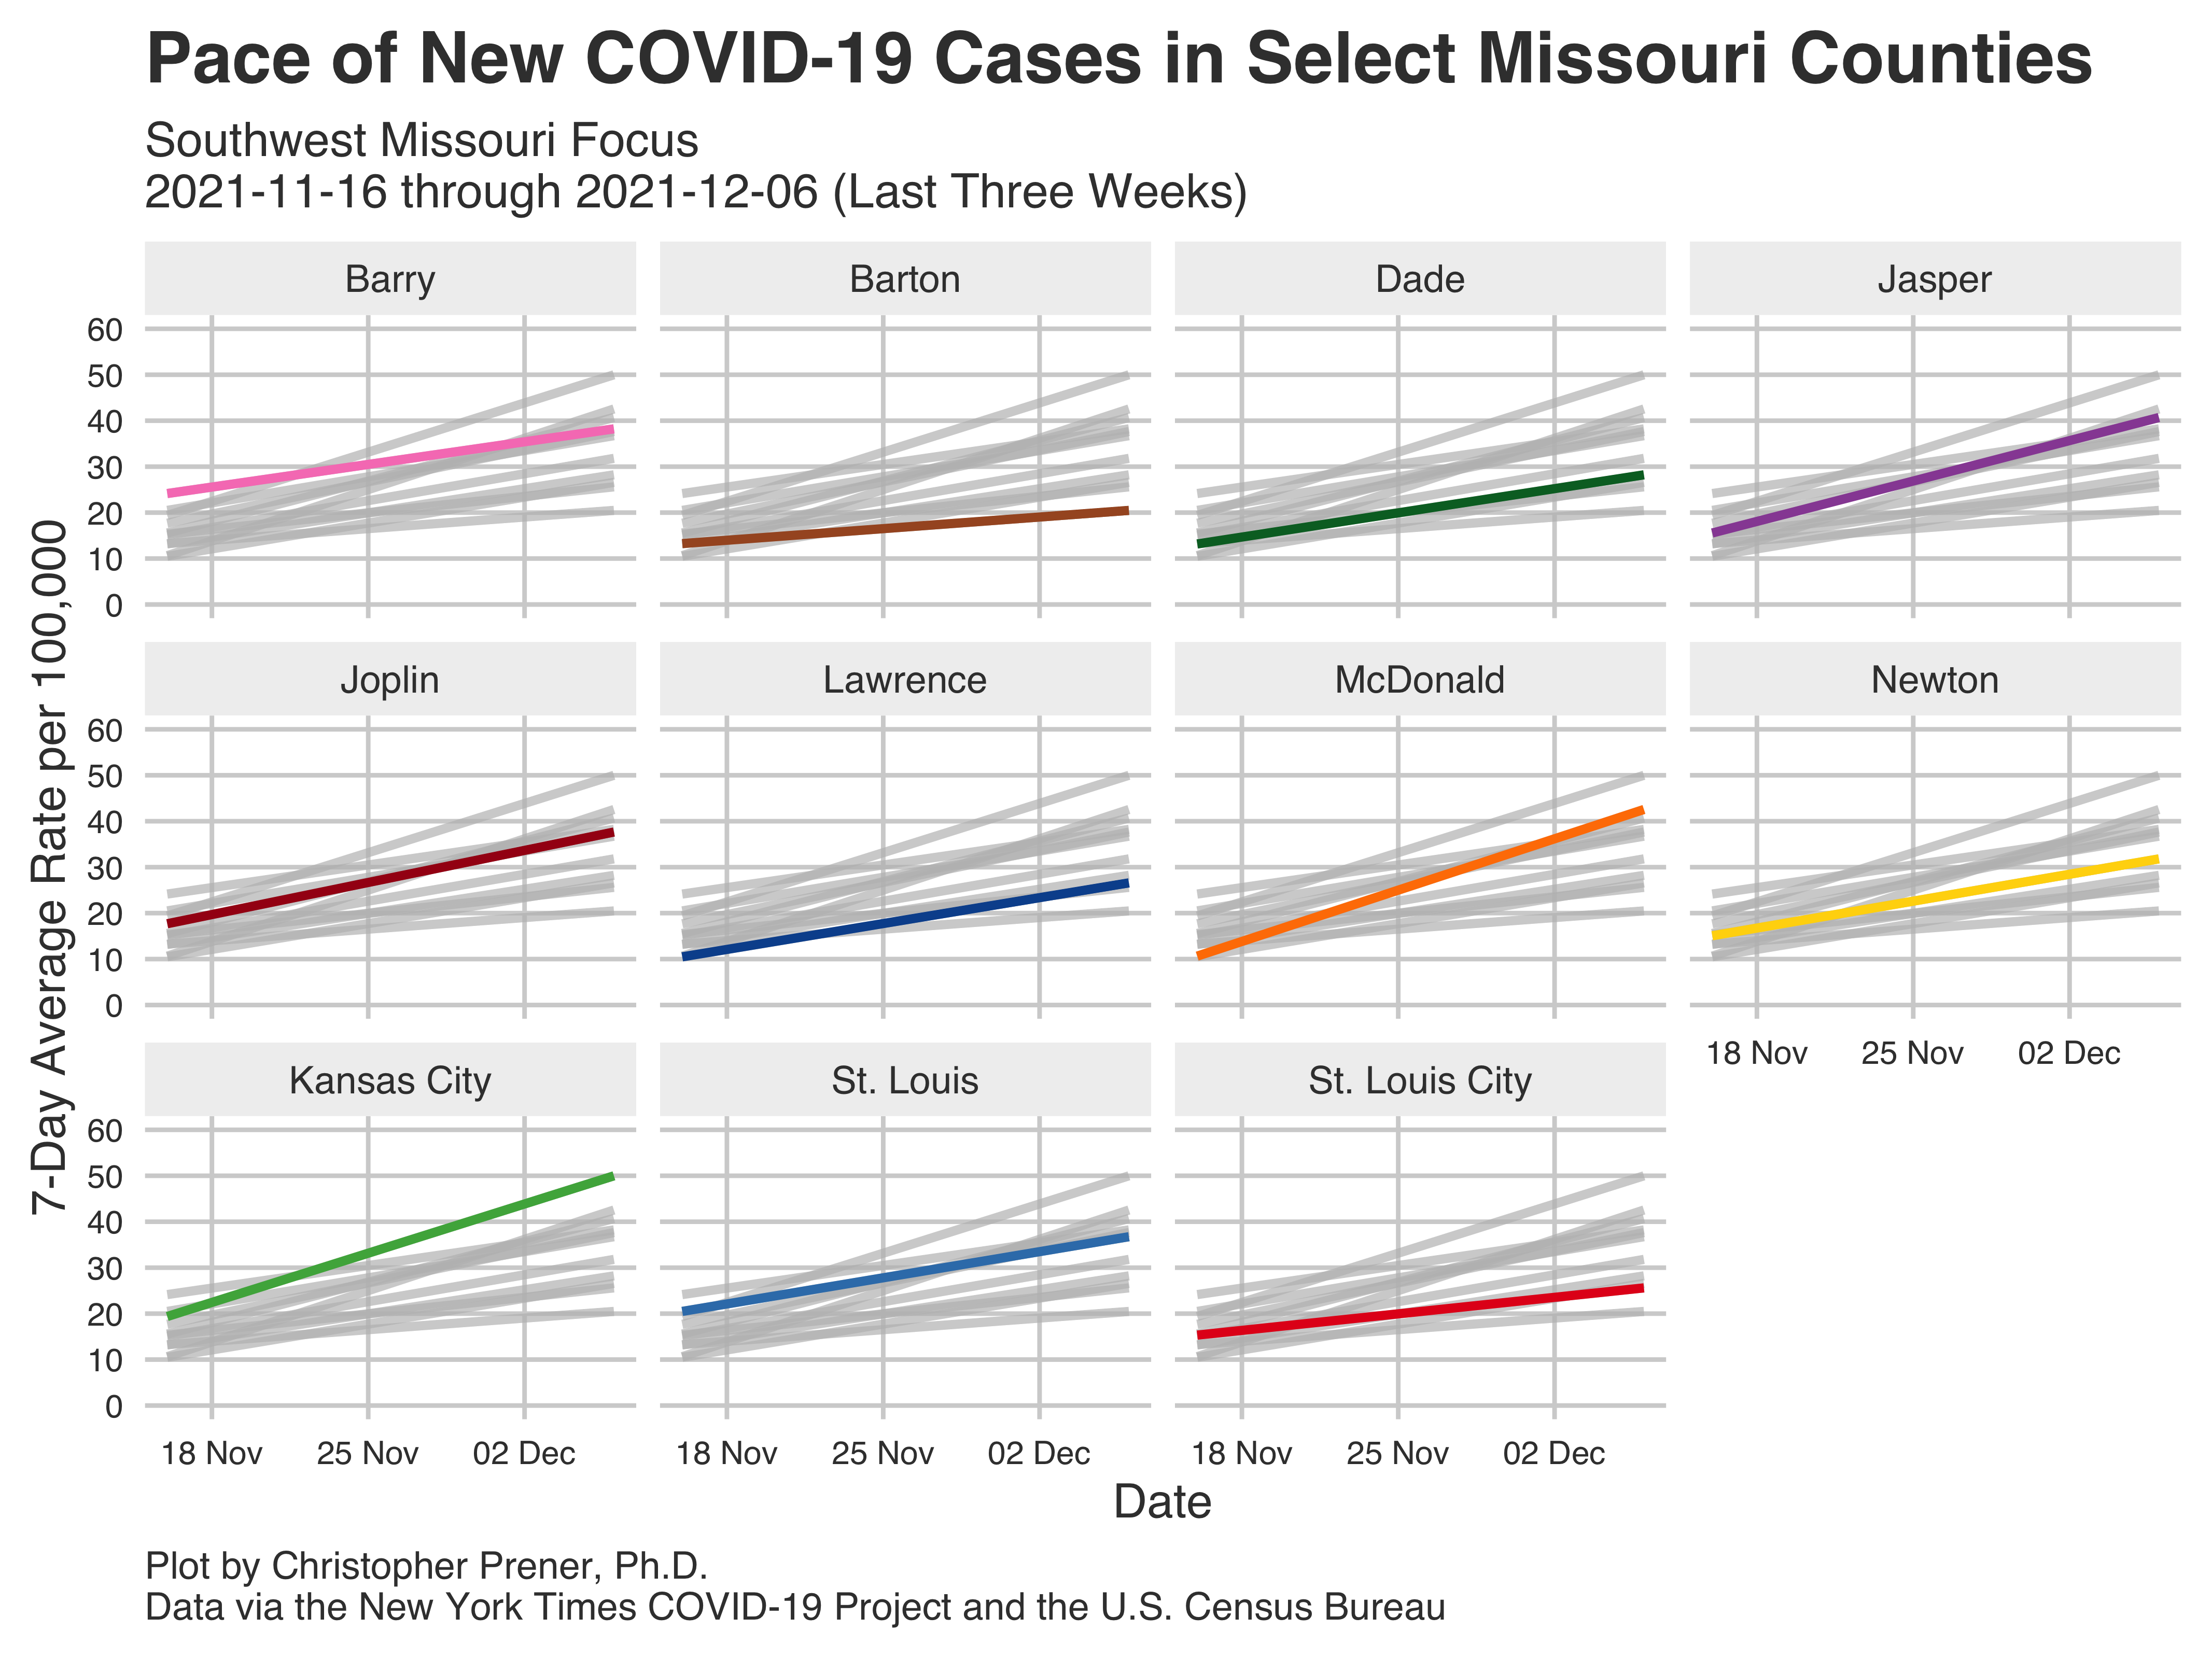 Pace of New COVID-19 Cases in Select Missouri Counties
Southwest Missouri Focus
2021-11-16 through 2021-12-06 (Last Three Weeks)
Barry
Barton
Dade
Jasper
60
50
40
30
20
10
0
Joplin
Lawrence
McDonald
Newton
60
50
40
30
20
10
0
18 Nov
25 Nov
02 Dec
Kansas City
St. Louis
St. Louis City
60
50
40
30
20
10
0
18 Nov
25 Nov
02 Dec
18 Nov
25 Nov
02 Dec
18 Nov
25 Nov
02 Dec
7-Day Average Rate per 100,000
Date
Plot by Christopher Prener, Ph.D.
Data via the New York Times COVID-19 Project and the U.S. Census Bureau